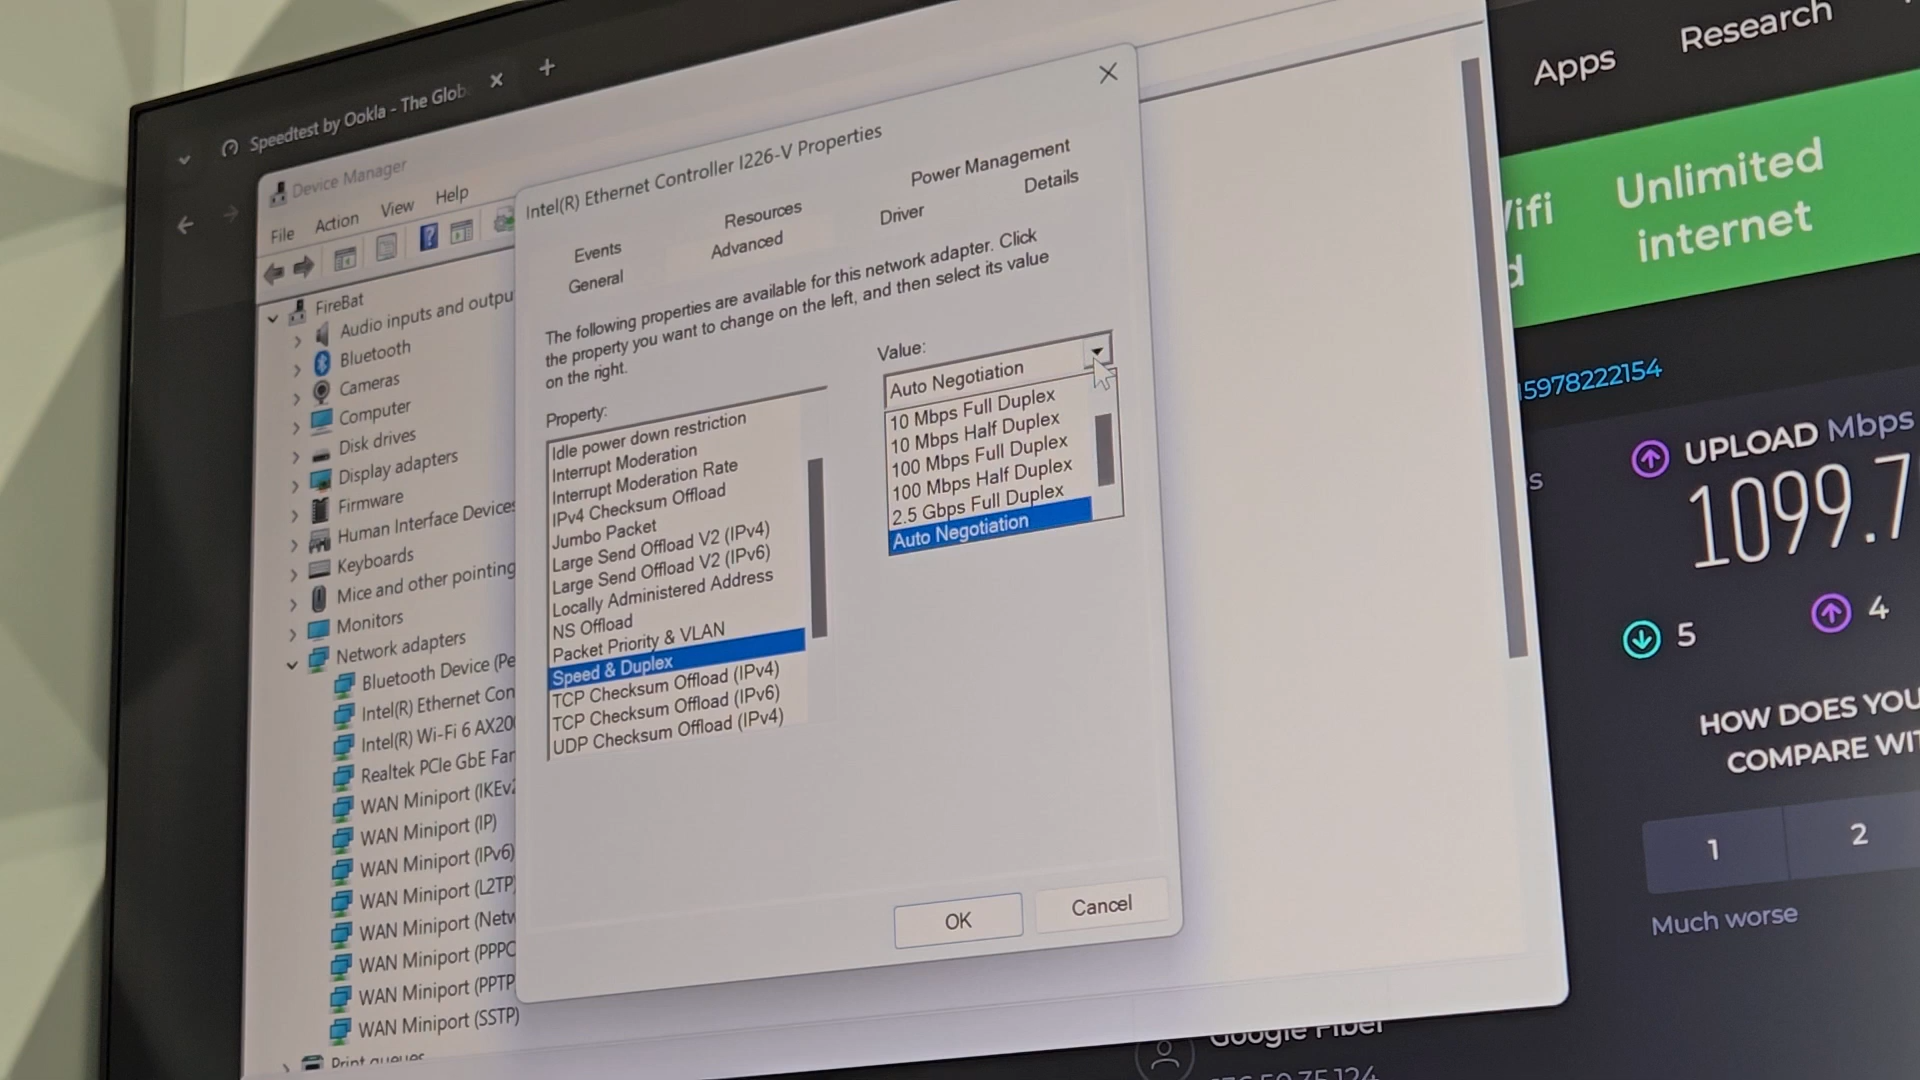 Speedtest by Ookla - The Glob
Device Manager
File Action View Help
FireBat
Audio inputs and outpu
Bluetooth
Cameras
Computer
Disk drives
Display adapters
Firmware
Human Interface Devices
Keyboards
Mice and other pointing
Monitors
Network adapters
Bluetooth Device (Pe
Intel(R) Ethernet Con
Intel(R) Wi-Fi 6 AX20
Realtek PCIe GbE Fam
WAN Miniport (IKEv2
WAN Miniport (IP)
WAN Miniport (IPv6)
WAN Miniport (L2TP)
WAN Miniport (Netw
WAN Miniport (PPPO
WAN Miniport (PPTP
WAN Miniport (SSTP)
Print queues
Intel(R) Ethernet Controller I226-V Properties
Events Resources Power Management
General Advanced Driver Details
The following properties are available for this network adapter. Click
the property you want to change on the left, and then select its value
on the right.
Property:
Idle power down restriction
Interrupt Moderation
Interrupt Moderation Rate
IPv4 Checksum Offload
Jumbo Packet
Large Send Offload V2 (IPv4)
Large Send Offload V2 (IPv6)
Locally Administered Address
NS Offload
Packet Priority & VLAN
Speed & Duplex
TCP Checksum Offload (IPv4)
TCP Checksum Offload (IPv6)
UDP Checksum Offload (IPv4)
Value:
Auto Negotiation
10 Mbps Full Duplex
10 Mbps Half Duplex
100 Mbps Full Duplex
100 Mbps Half Duplex
2.5 Gbps Full Duplex
Auto Negotiation
OK Cancel
Apps Research
Wifi Unlimited
d internet
15978222154
s UPLOAD Mbps
1099.7
5 4
HOW DOES YOU
COMPARE WIT
1 2
Much worse
Google Fiber